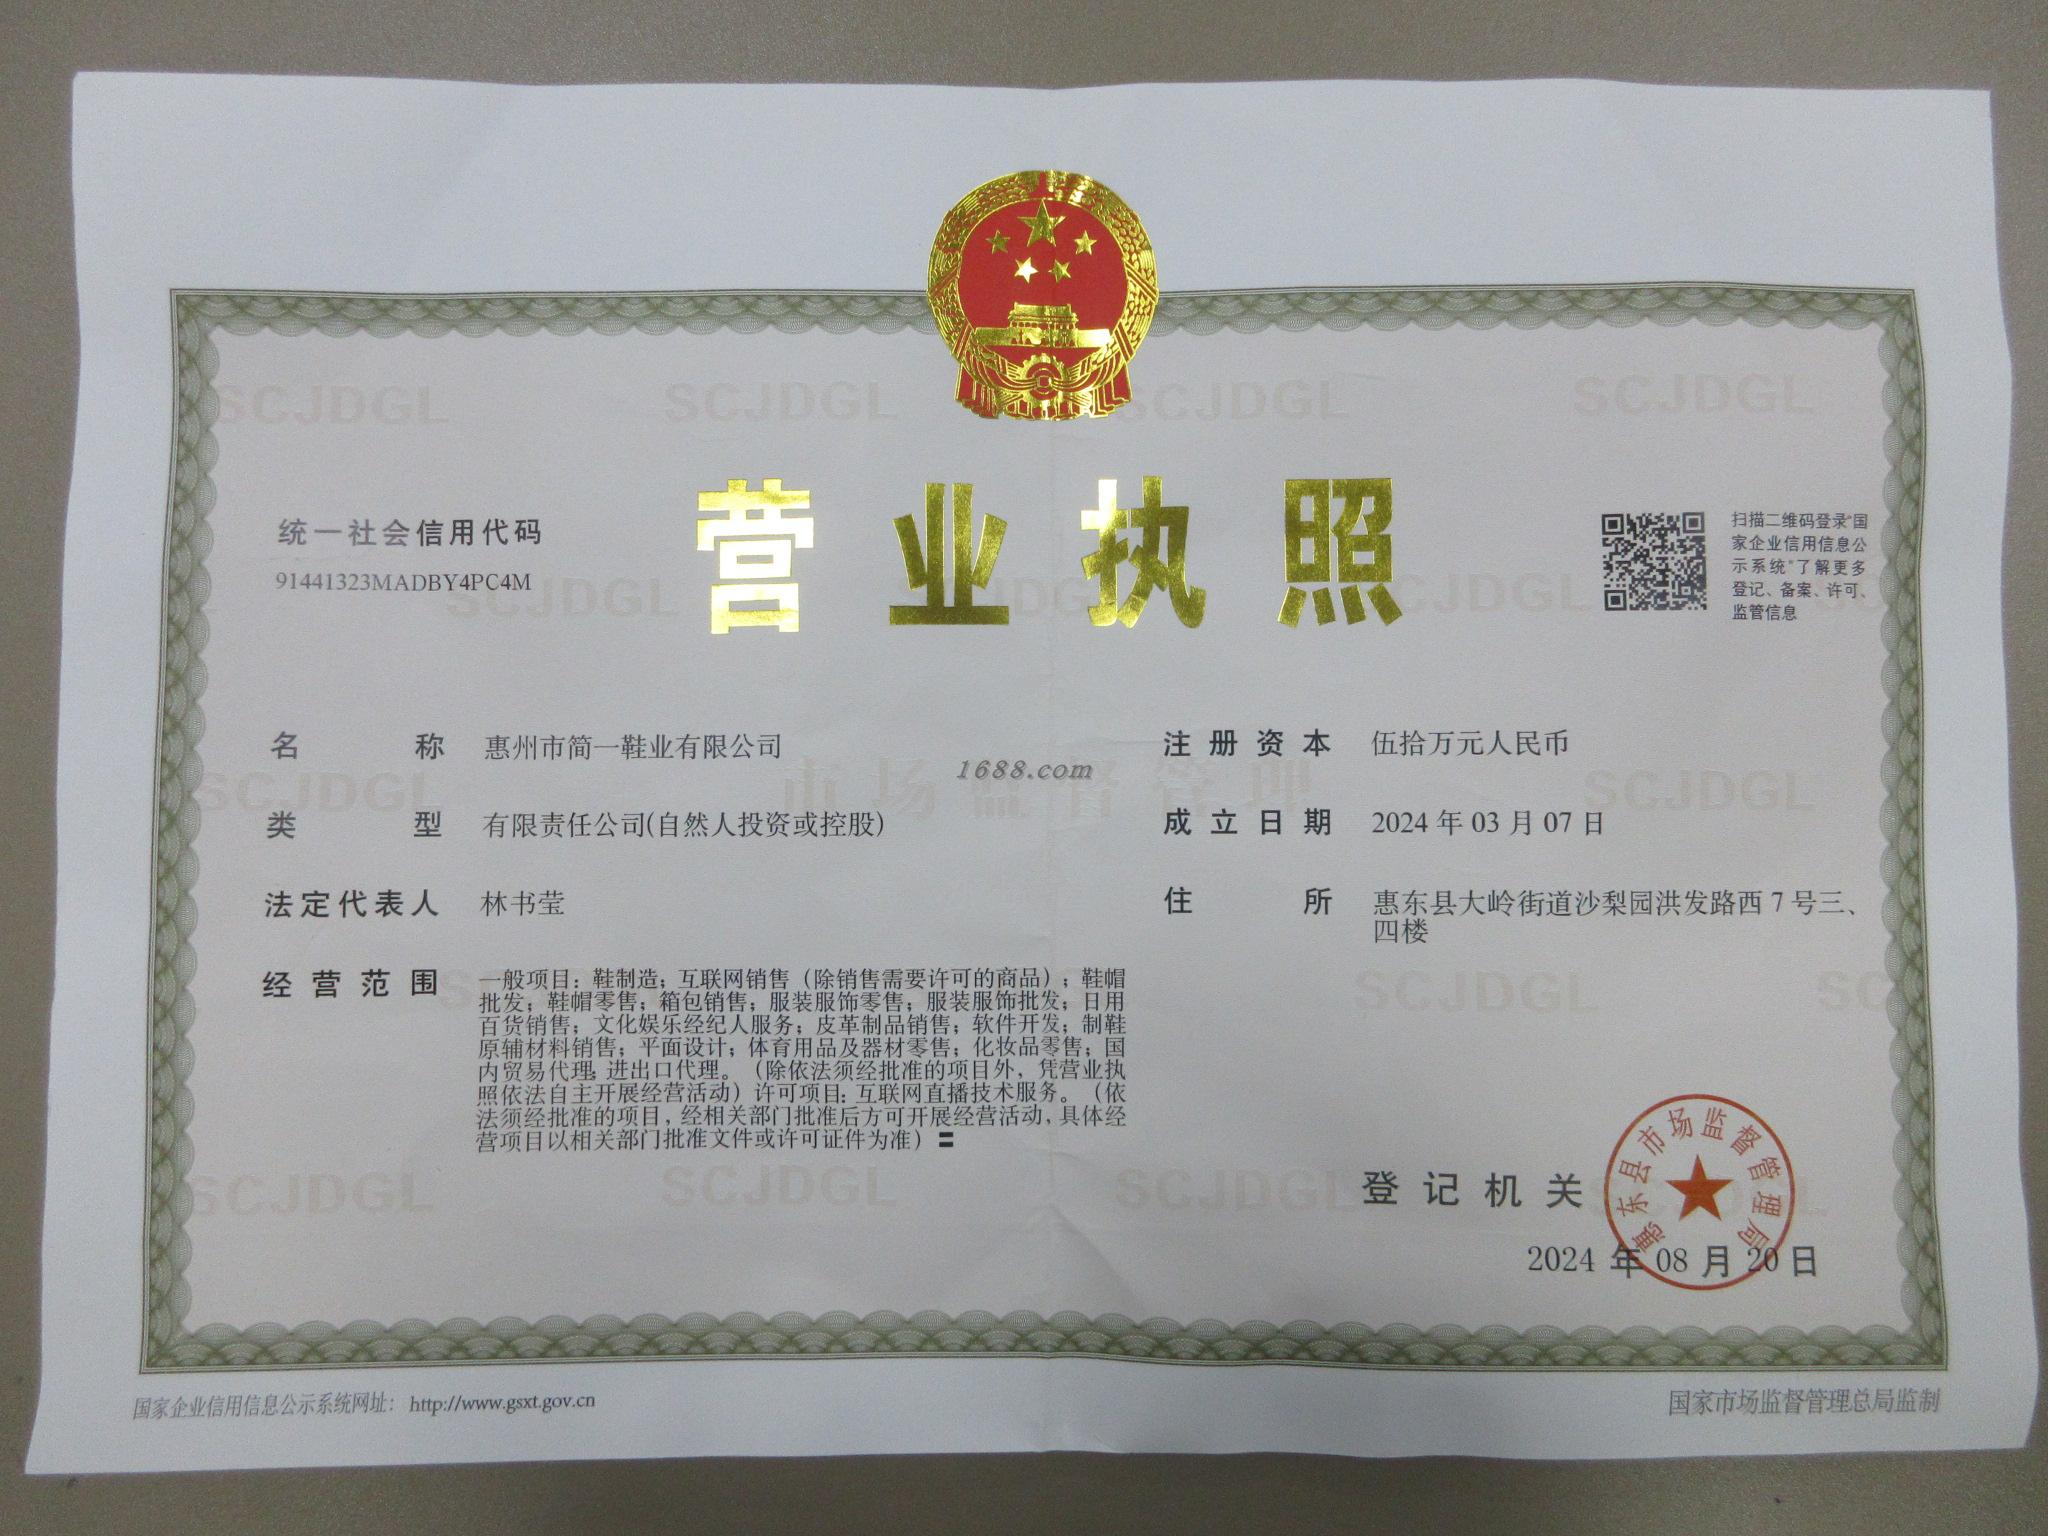 营业执照
统一社会信用代码
91441323MADBY4PC4M
扫描二维码登录“国
家企业信用信息公
示系统”了解更多
登记、备案、许可、
监管信息
名称 惠州市简一鞋业有限公司
类型 有限责任公司(自然人投资或控股)
法定代表人 林书莹
经营范围 一般项目：鞋制造；互联网销售（除销售需要许可的商品）；鞋帽
批发；鞋帽零售；箱包销售；服装服饰零售；服装服饰批发；日用
百货销售；文化娱乐经纪人服务；皮革制品销售；软件开发；制鞋
原辅材料销售；平面设计；体育用品及器材零售；化妆品零售；国
内贸易代理；进出口代理。（除依法须经批准的项目外，凭营业执
照依法自主开展经营活动）许可项目：互联网直播技术服务。（依
法须经批准的项目，经相关部门批准后方可开展经营活动，具体经
营项目以相关部门批准文件或许可证件为准）〓
注册资本 伍拾万元人民币
成立日期 2024年03月07日
住所 惠东县大岭街道沙梨园洪发路西7号三、
四楼
1688.com
市场监督管理
SCJDGL
登记机关
惠东县市场监督管理局
2024年08月20日
国家企业信用信息公示系统网址：http://www.gsxt.gov.cn
国家市场监督管理总局监制